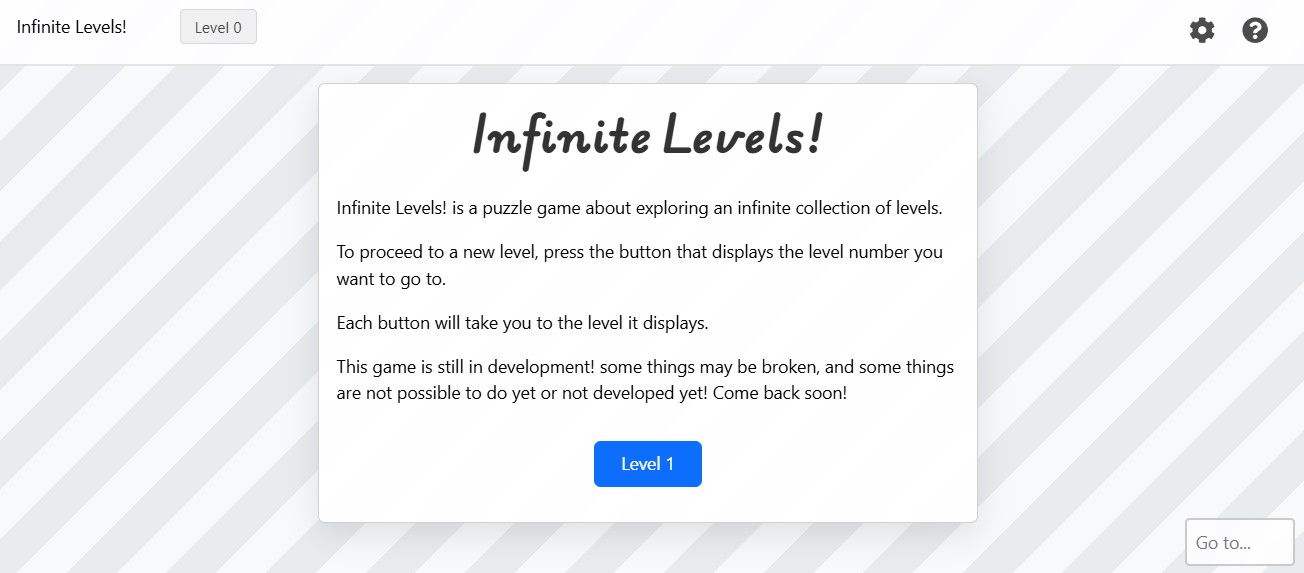 Infinite Levels!
Level 0
Infinite Levels!
Infinite Levels! is a puzzle game about exploring an infinite collection of levels.
To proceed to a new level, press the button that displays the level number you
want to go to.
Each button will take you to the level it displays.
This game is still in development! some things may be broken, and some things
are not possible to do yet or not developed yet! Come back soon!
Level 1
Go to...